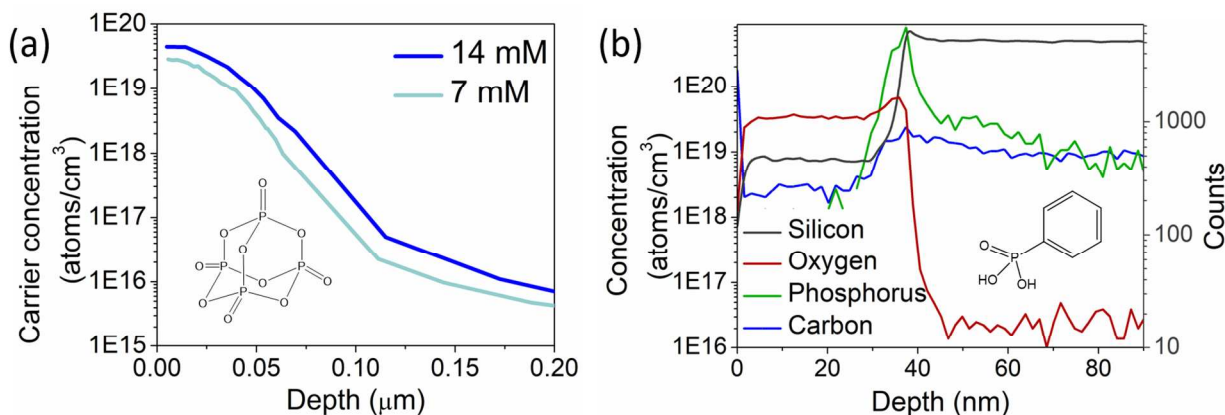 (a)
Carrier concentration
(atoms/cm³)
1E20
1E19
1E18
1E17
1E16
1E15
14 mM
7 mM
O
P
O
O
O
O
P
P
O
O
O
P
O
O
0.00
0.05
0.10
0.15
0.20
Depth (μm)
(b)
Concentration
(atoms/cm³)
1E20
1E19
1E18
1E17
1E16
Silicon
Oxygen
Phosphorus
Carbon
O
P
HO
OH
1000
100
10
Counts
0
20
40
60
80
Depth (nm)